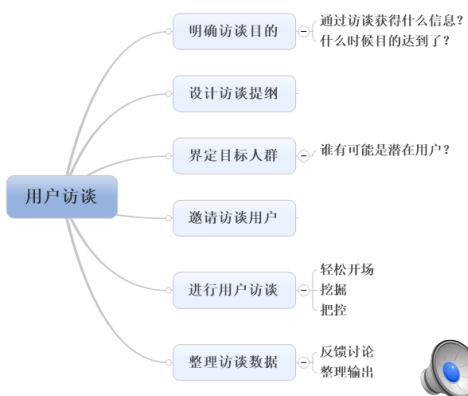 用户访谈
明确访谈目的
通过访谈获得什么信息？
什么时候目的达到了？
设计访谈提纲
界定目标人群
谁有可能是潜在用户？
邀请访谈用户
进行用户访谈
轻松开场
挖掘
把控
整理访谈数据
反馈讨论
整理输出